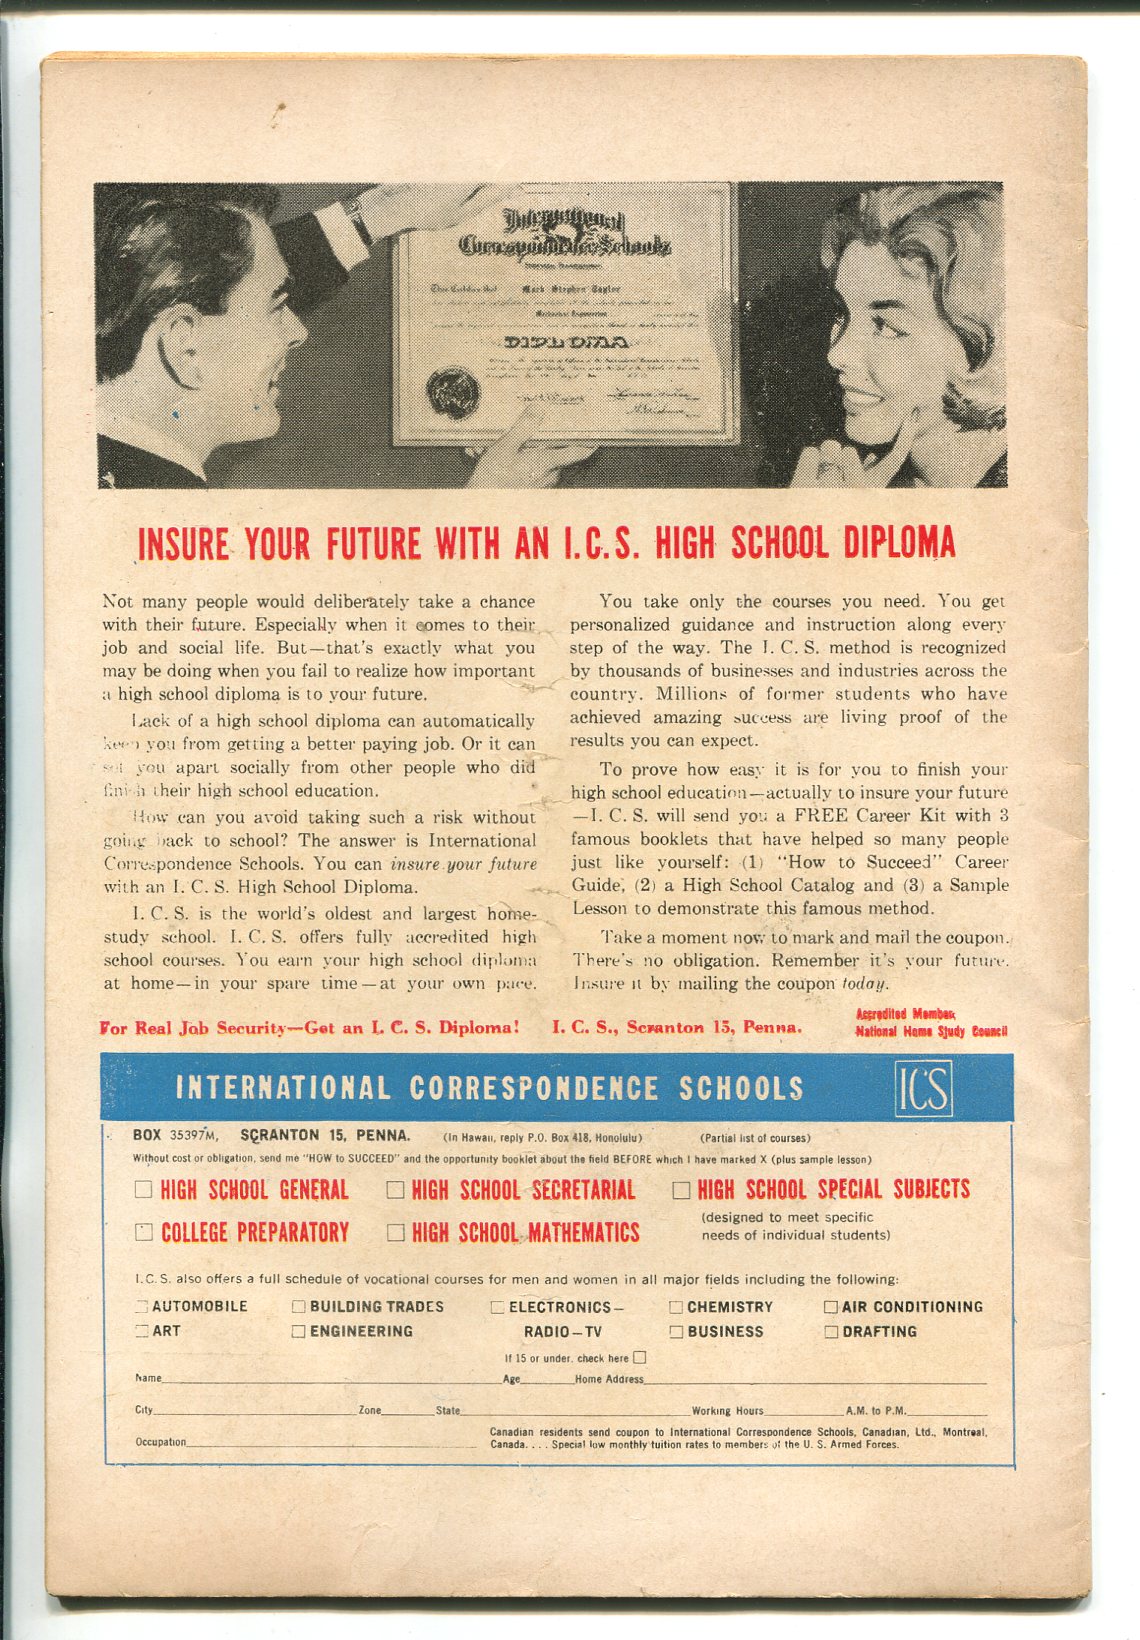 International
Correspondence Schools
This Certifies that Mark Stephen Taylor
Mechanical Engineering
DIPLOMA
INSURE YOUR FUTURE WITH AN I.C.S. HIGH SCHOOL DIPLOMA
Not many people would deliberately take a chance
with their future. Especially when it comes to their
job and social life. But—that's exactly what you
may be doing when you fail to realize how important
a high school diploma is to your future.
Lack of a high school diploma can automatically
keep you from getting a better paying job. Or it can
set you apart socially from other people who did
finish their high school education.
How can you avoid taking such a risk without
going back to school? The answer is International
Correspondence Schools. You can insure your future
with an I. C. S. High School Diploma.
I. C. S. is the world's oldest and largest home-
study school. I. C. S. offers fully accredited high
school courses. You earn your high school diploma
at home—in your spare time—at your own pace.
You take only the courses you need. You get
personalized guidance and instruction along every
step of the way. The I. C. S. method is recognized
by thousands of businesses and industries across the
country. Millions of former students who have
achieved amazing success are living proof of the
results you can expect.
To prove how easy it is for you to finish your
high school education—actually to insure your future
—I. C. S. will send you a FREE Career Kit with 3
famous booklets that have helped so many people
just like yourself: (1) "How to Succeed" Career
Guide, (2) a High School Catalog and (3) a Sample
Lesson to demonstrate this famous method.
Take a moment now to mark and mail the coupon.
There's no obligation. Remember it's your future.
Insure it by mailing the coupon today.
For Real Job Security—Get an I. C. S. Diploma! I. C. S., Scranton 15, Penna.
Accredited Member,
National Home Study Council
INTERNATIONAL CORRESPONDENCE SCHOOLS ICS
BOX 35397M, SCRANTON 15, PENNA. (In Hawaii, reply P.O. Box 418, Honolulu) (Partial list of courses)
Without cost or obligation, send me "HOW to SUCCEED" and the opportunity booklet about the field BEFORE which I have marked X (plus sample lesson)
HIGH SCHOOL GENERAL HIGH SCHOOL SECRETARIAL HIGH SCHOOL SPECIAL SUBJECTS
COLLEGE PREPARATORY HIGH SCHOOL MATHEMATICS
(designed to meet specific
needs of individual students)
I.C.S. also offers a full schedule of vocational courses for men and women in all major fields including the following:
AUTOMOBILE BUILDING TRADES ELECTRONICS— CHEMISTRY AIR CONDITIONING
ART ENGINEERING RADIO—TV BUSINESS DRAFTING
If 15 or under, check here
Name Age Home Address
City Zone State Working Hours A.M. to P.M.
Occupation
Canadian residents send coupon to International Correspondence Schools, Canadian, Ltd., Montreal,
Canada. . . . Special low monthly tuition rates to members of the U. S. Armed Forces.